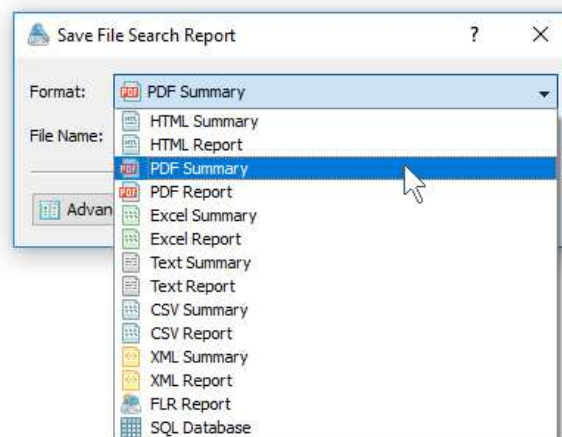 Save File Search Report ?
Format: PDF Summary
HTML Summary
File Name: HTML Report
PDF Summary
PDF Report
Advan Excel Summary
Excel Report
Text Summary
Text Report
CSV Summary
CSV Report
XML Summary
XML Report
FLR Report
SQL Database